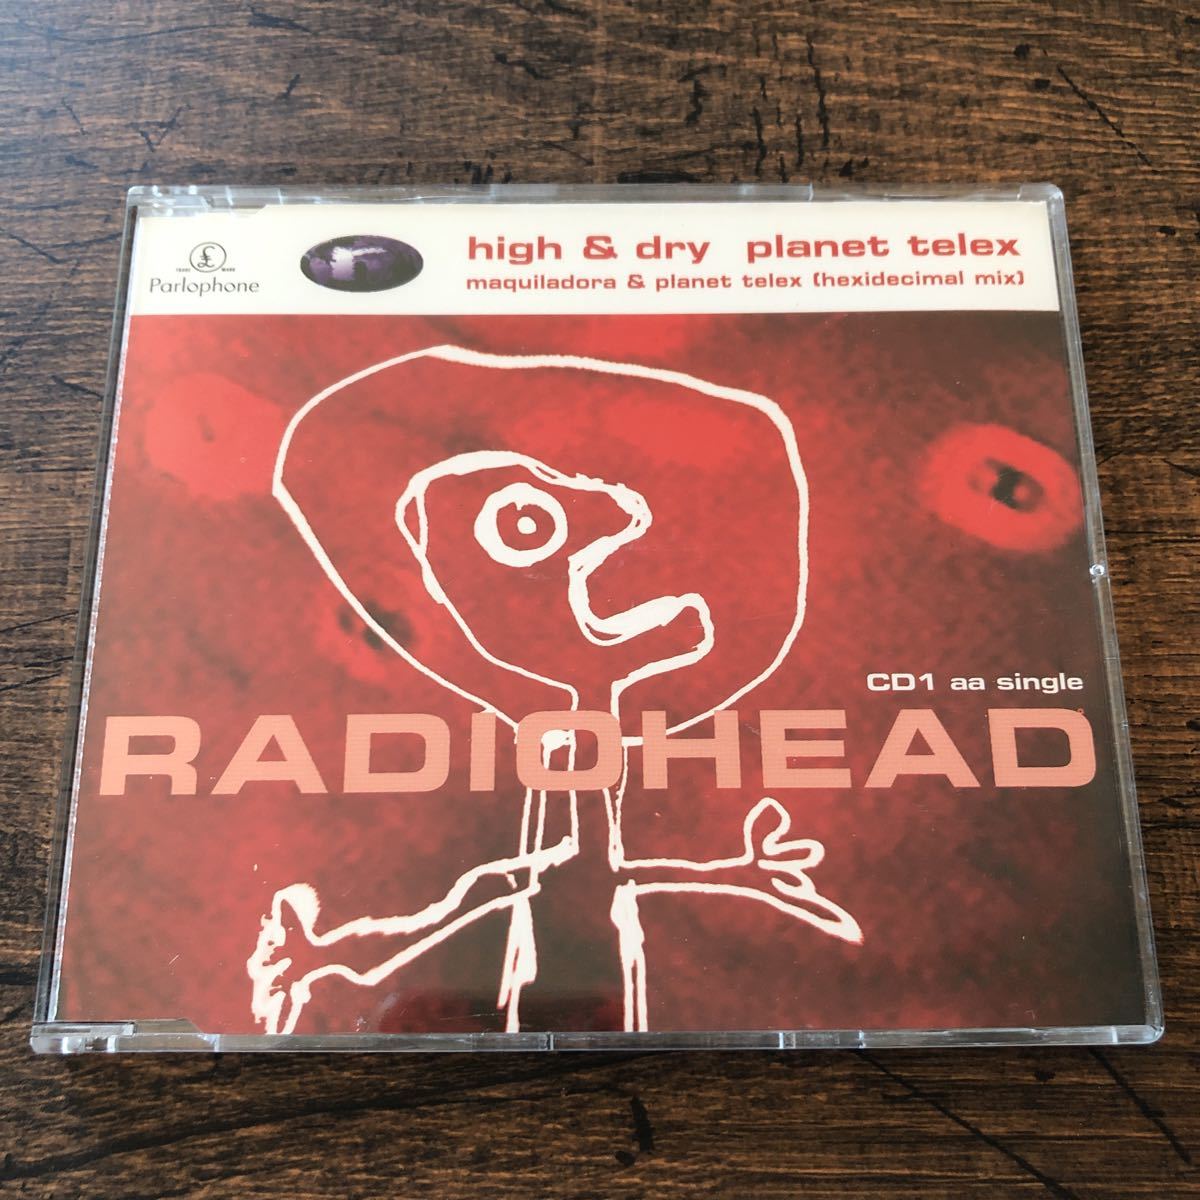 £
TRADE MARK
Parlophone
high & dry planet telex
maquiladora & planet telex (hexidecimal mix)
CD1 aa single
RADIOHEAD